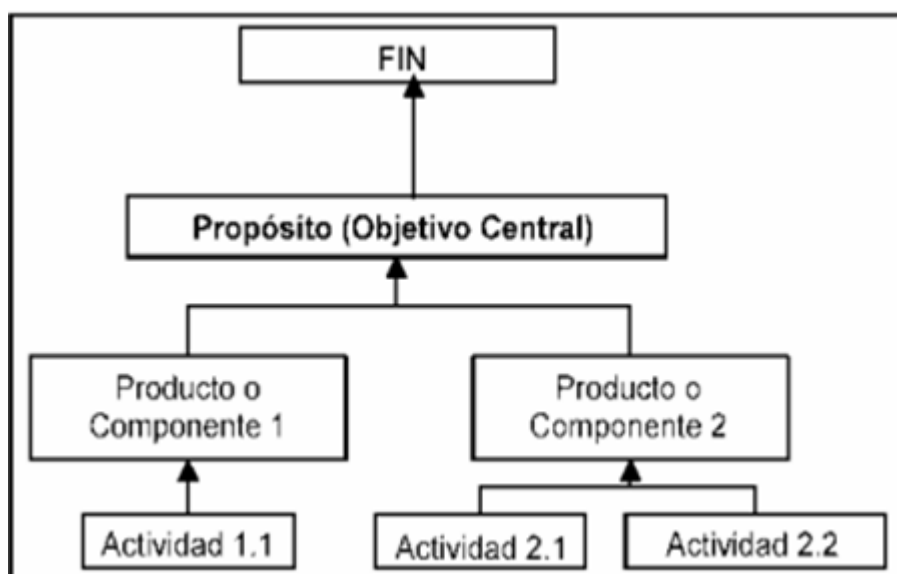 FIN
Propósito (Objetivo Central)
Producto o
Componente 1
Producto o
Componente 2
Actividad 1.1
Actividad 2.1
Actividad 2.2